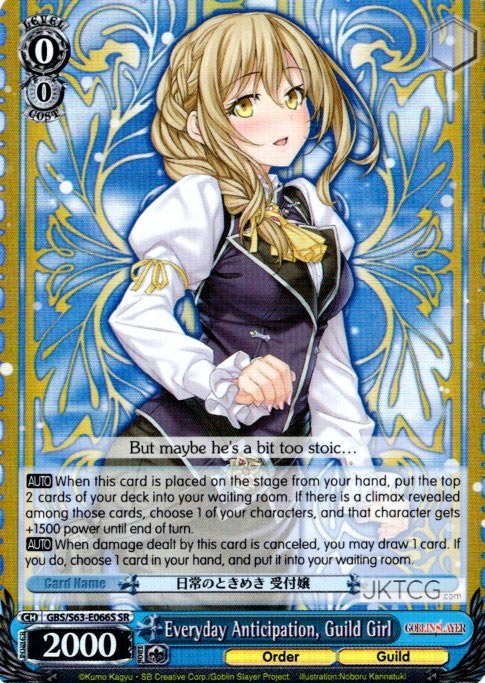 LEVEL
0
0
COST
But maybe he's a bit too stoic…
AUTO When this card is placed on the stage from your hand, put the top
2 cards of your deck into your waiting room. If there is a climax revealed
among those cards, choose 1 of your characters, and that character gets
+1500 power until end of turn.
AUTO When damage dealt by this card is canceled, you may draw 1 card. If
you do, choose 1 card in your hand, and put it into your waiting room.
Card Name
日常のときめき 受付嬢
JKTCG.com
CH GBS/S63-E066S SR
POWER
2000
Everyday Anticipation, Guild Girl
GOBLIN SLAYER
Order
Guild
©Kumo Kagyu・SB Creative Corp./Goblin Slayer Project. illustration:Noboru Kannatuki